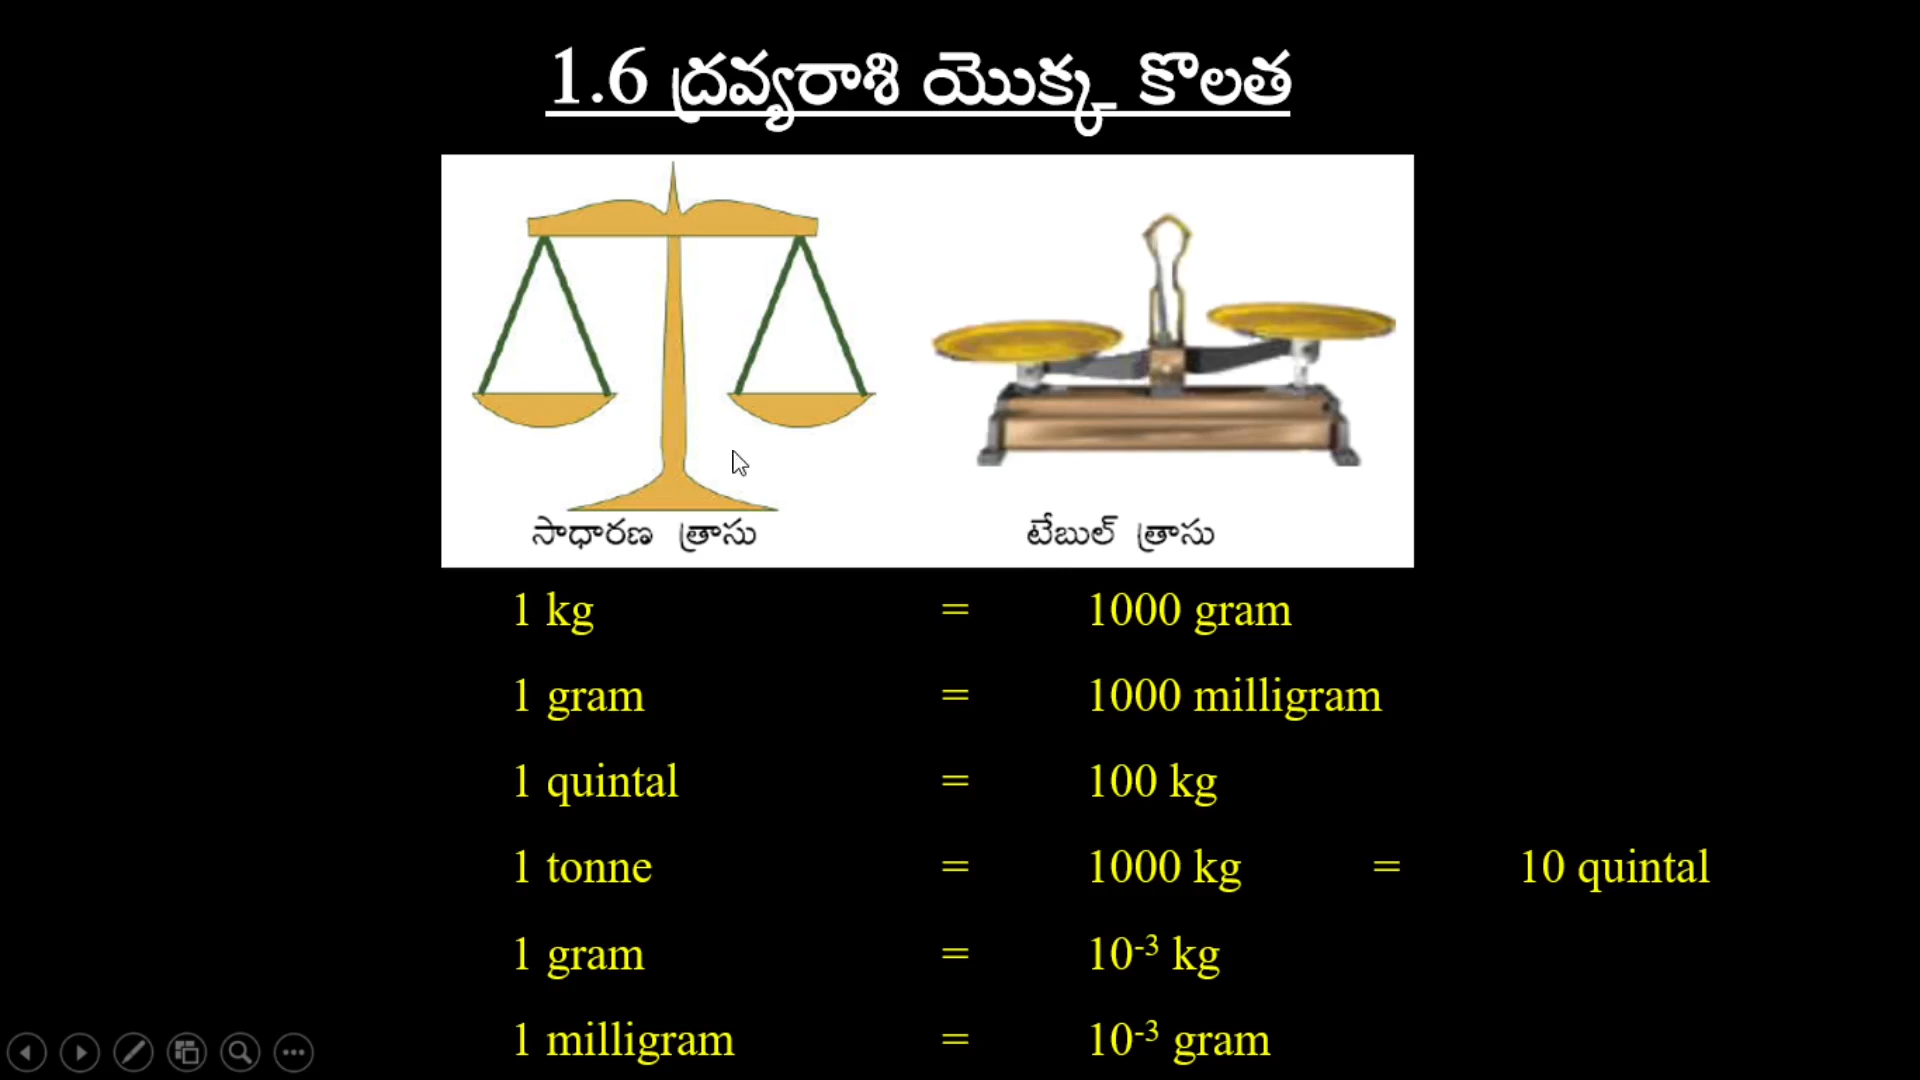 1.6 ద్రవ్యరాశి యొక్క కొలత
సాధారణ త్రాసు
టేబుల్ త్రాసు
1 kg = 1000 gram
1 gram = 1000 milligram
1 quintal = 100 kg
1 tonne = 1000 kg = 10 quintal
1 gram = 10⁻³ kg
1 milligram = 10⁻³ gram